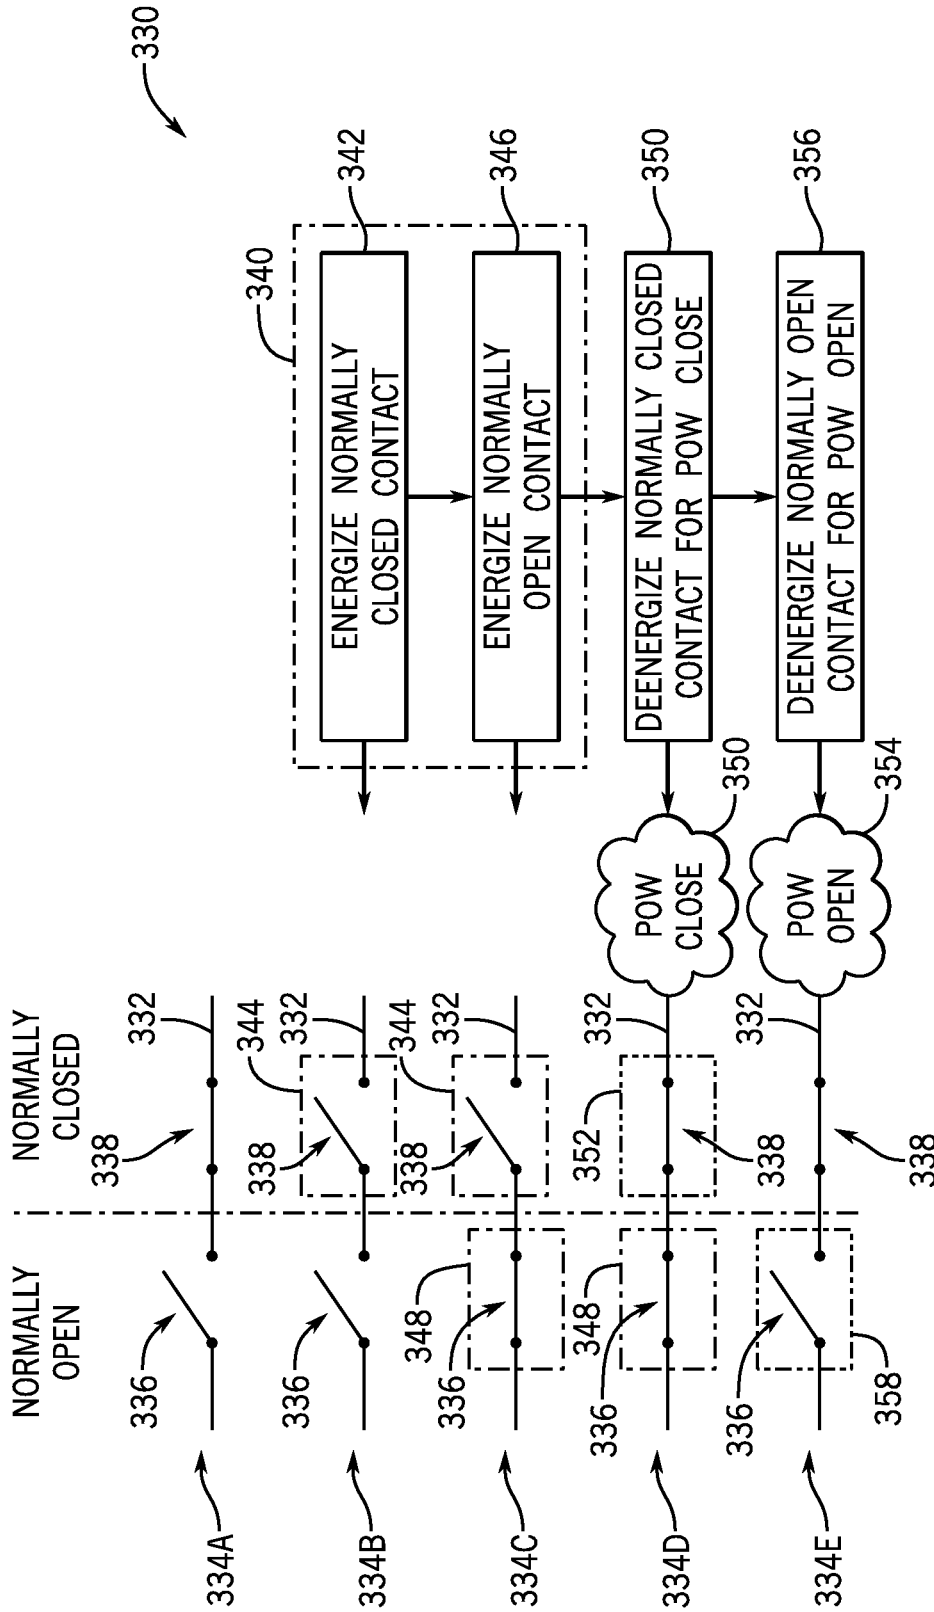 330
NORMALLY
OPEN
NORMALLY
CLOSED
334A
336
338
332
334B
336
338
344
332
340
ENERGIZE NORMALLY
CLOSED CONTACT
342
334C
348
336
338
344
332
ENERGIZE NORMALLY
OPEN CONTACT
346
334D
348
336
352
338
332
POW
CLOSE
350
DEENERGIZE NORMALLY CLOSED
CONTACT FOR POW CLOSE
350
334E
336
358
338
332
POW
OPEN
354
DEENERGIZE NORMALLY OPEN
CONTACT FOR POW OPEN
356